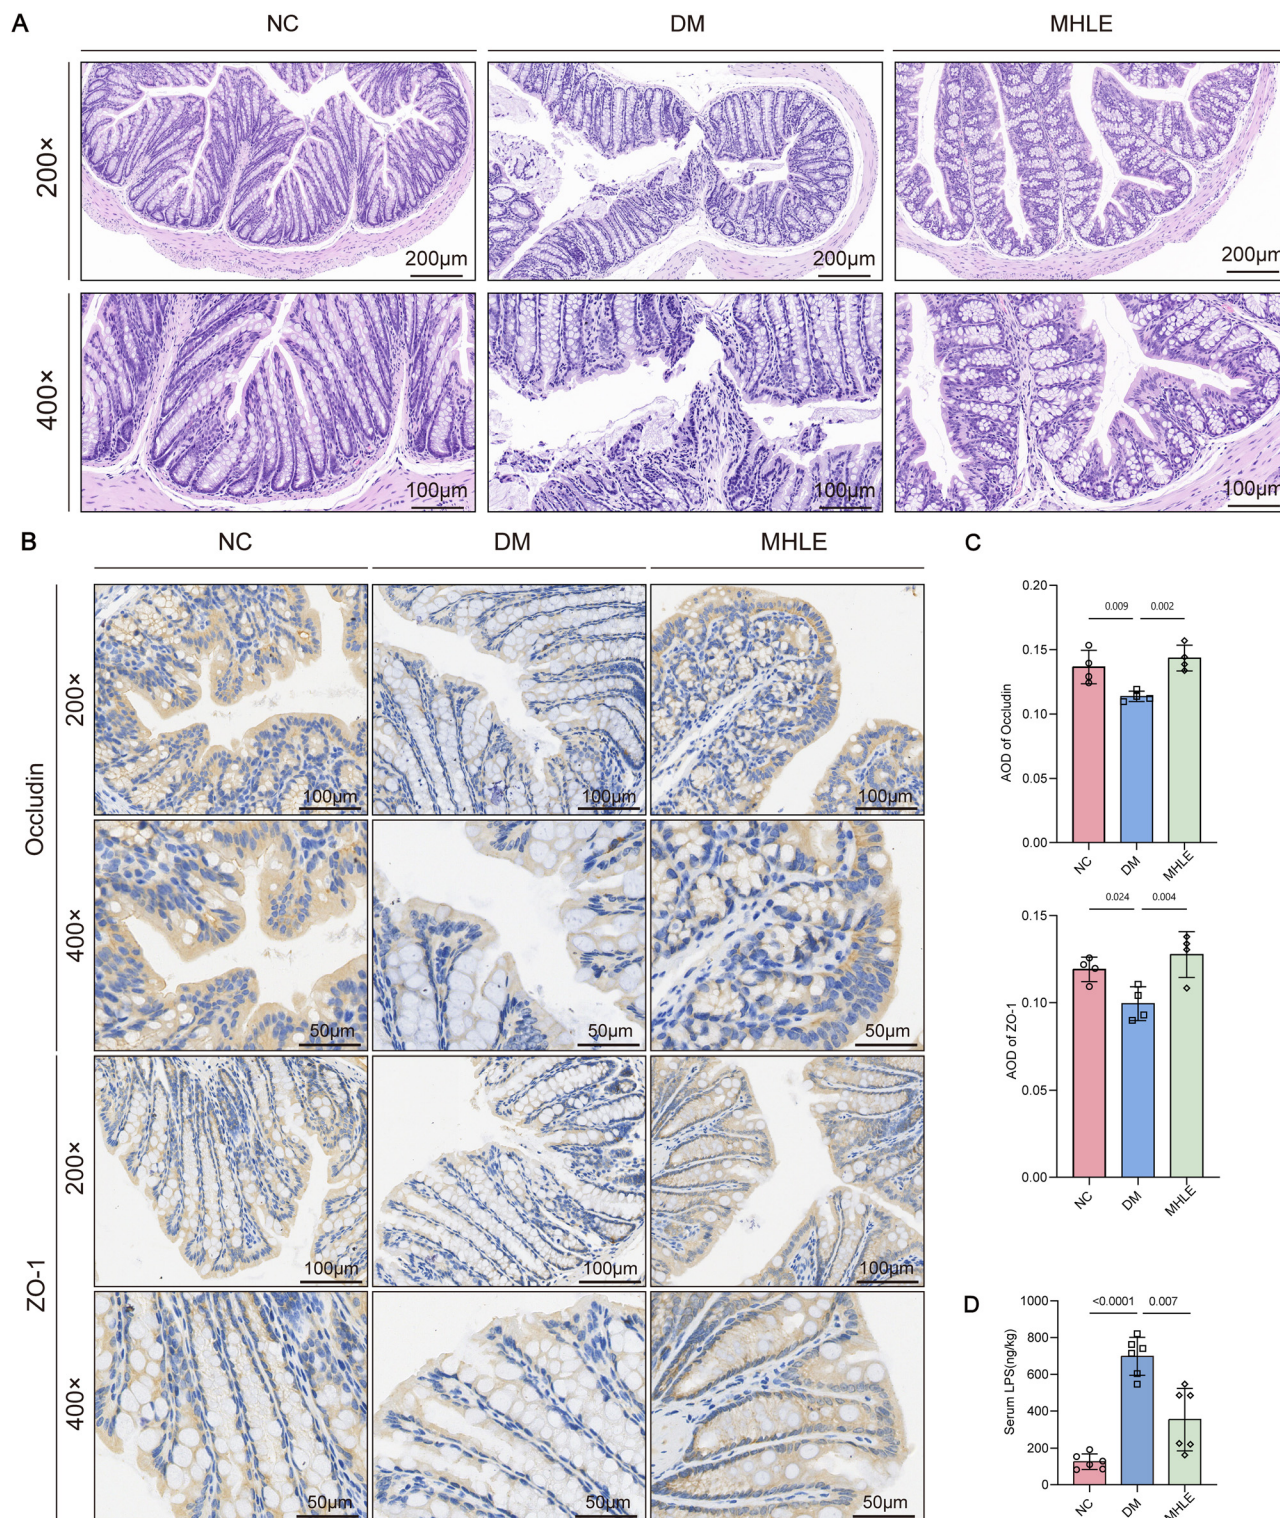 A
NC DM MHLE
200×
200μm 200μm 200μm
400×
100μm 100μm 100μm
B
NC DM MHLE
Occludin
200×
100μm 100μm 100μm
400×
50μm 50μm 50μm
ZO-1
200×
100μm 100μm 100μm
400×
50μm 50μm 50μm
C
AOD of Occludin
0.20
0.15
0.10
0.05
0.00
0.009 0.002
NC DM MHLE
AOD of ZO-1
0.15
0.10
0.05
0.00
0.024 0.004
NC DM MHLE
D
Serum LPS(ng/kg)
1000
800
600
400
200
0
<0.0001 0.007
NC DM MHLE